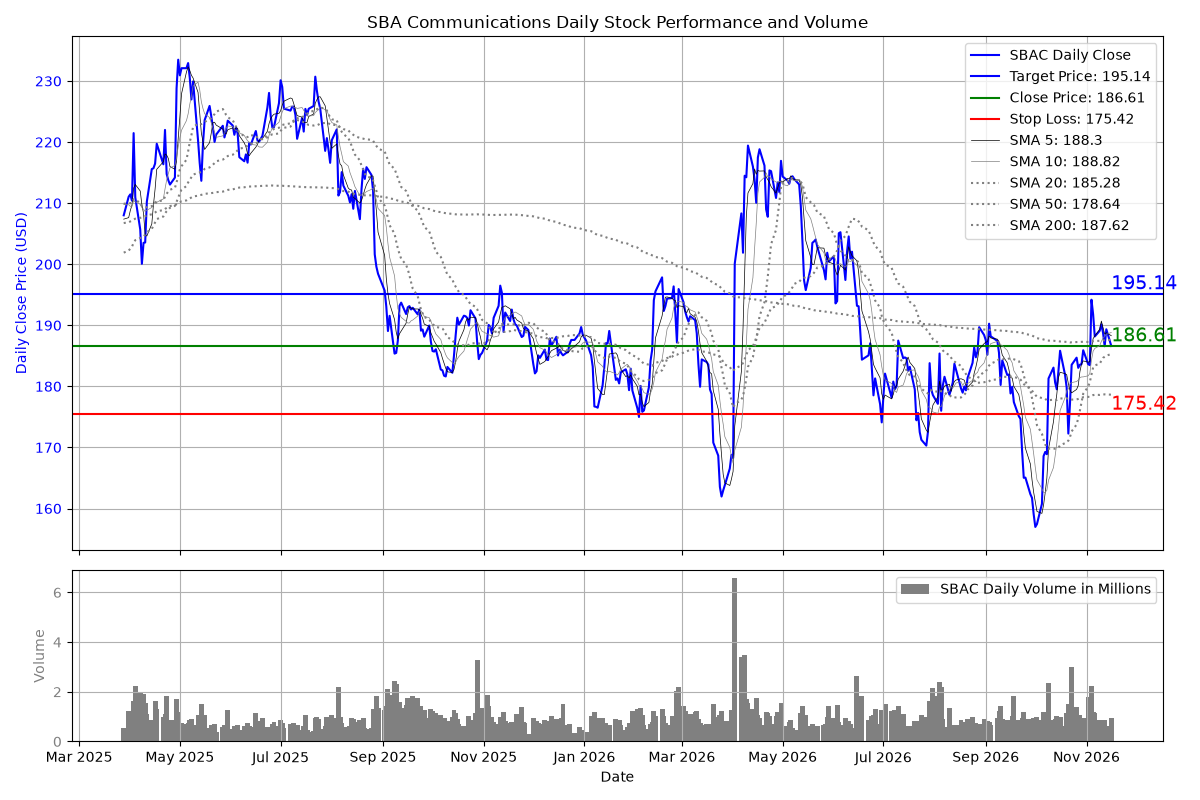 SBA Communications Daily Stock Performance and Volume
Daily Close Price (USD)
230
220
210
200
190
180
170
160
SBAC Daily Close
Target Price: 195.14
Close Price: 186.61
Stop Loss: 175.42
SMA 5: 188.3
SMA 10: 188.82
SMA 20: 185.28
SMA 50: 178.64
SMA 200: 187.62
195.14
186.61
175.42
Volume
6
4
2
0
SBAC Daily Volume in Millions
Mar 2025 May 2025 Jul 2025 Sep 2025 Nov 2025 Jan 2026 Mar 2026 May 2026 Jul 2026 Sep 2026 Nov 2026
Date